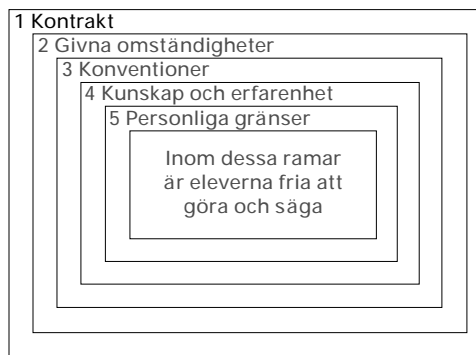 1 Kontrakt
2 Givna omständigheter
3 Konventioner
4 Kunskap och erfarenhet
5 Personliga gränser
Inom dessa ramar
är eleverna fria att
göra och säga